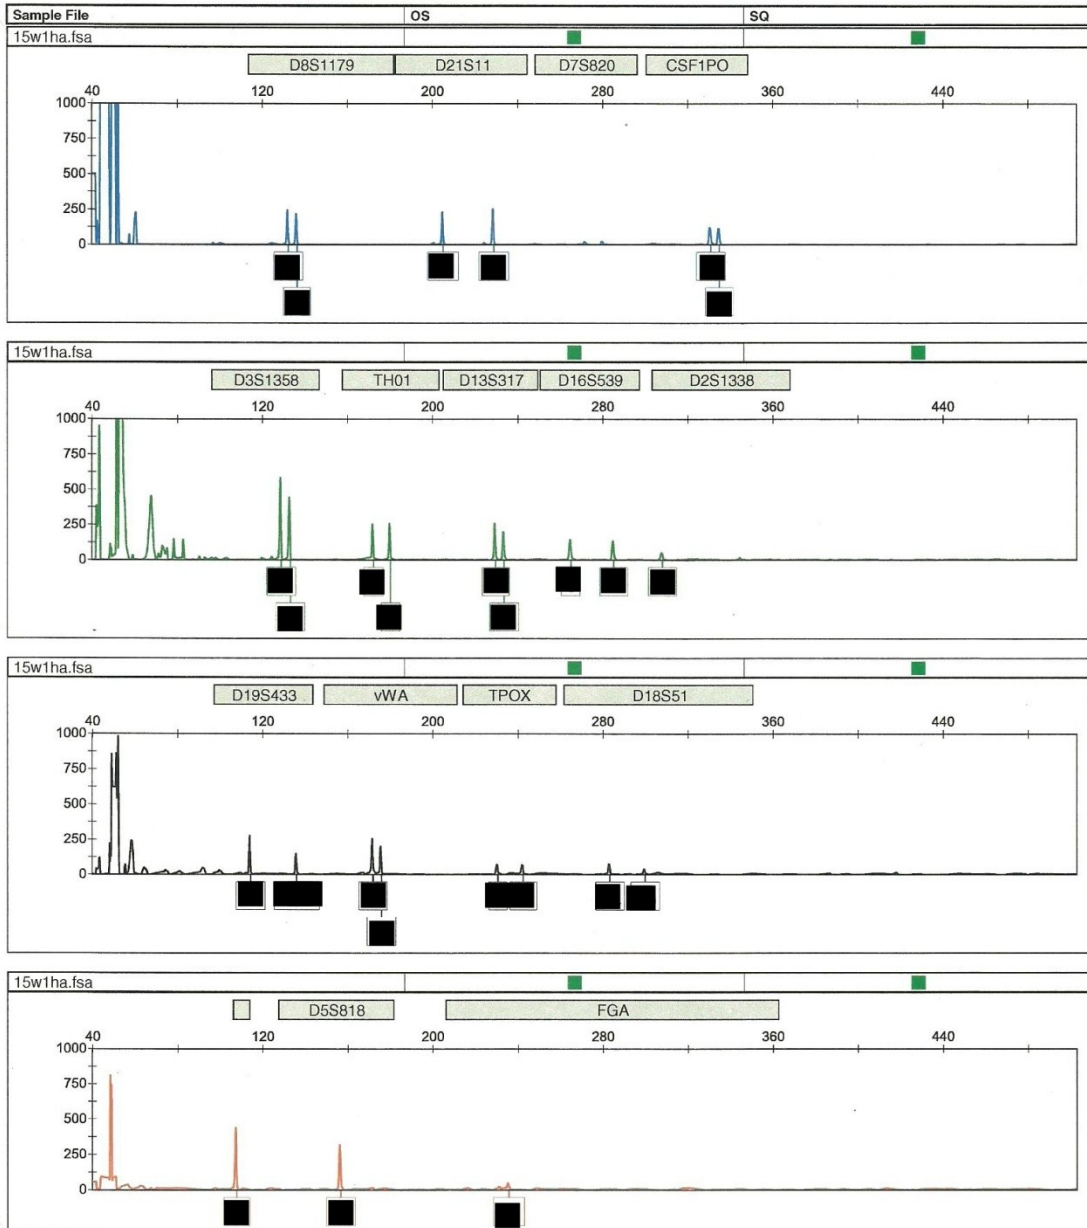 Sample File OS SQ
15w1ha.fsa
D8S1179 D21S11 D7S820 CSF1PO
40 120 200 280 360 440
1000
750
500
250
0
15w1ha.fsa
D3S1358 TH01 D13S317 D16S539 D2S1338
40 120 200 280 360 440
1000
750
500
250
0
15w1ha.fsa
D19S433 vWA TPOX D18S51
40 120 200 280 360 440
1000
750
500
250
0
15w1ha.fsa
D5S818 FGA
40 120 200 280 360 440
1000
750
500
250
0